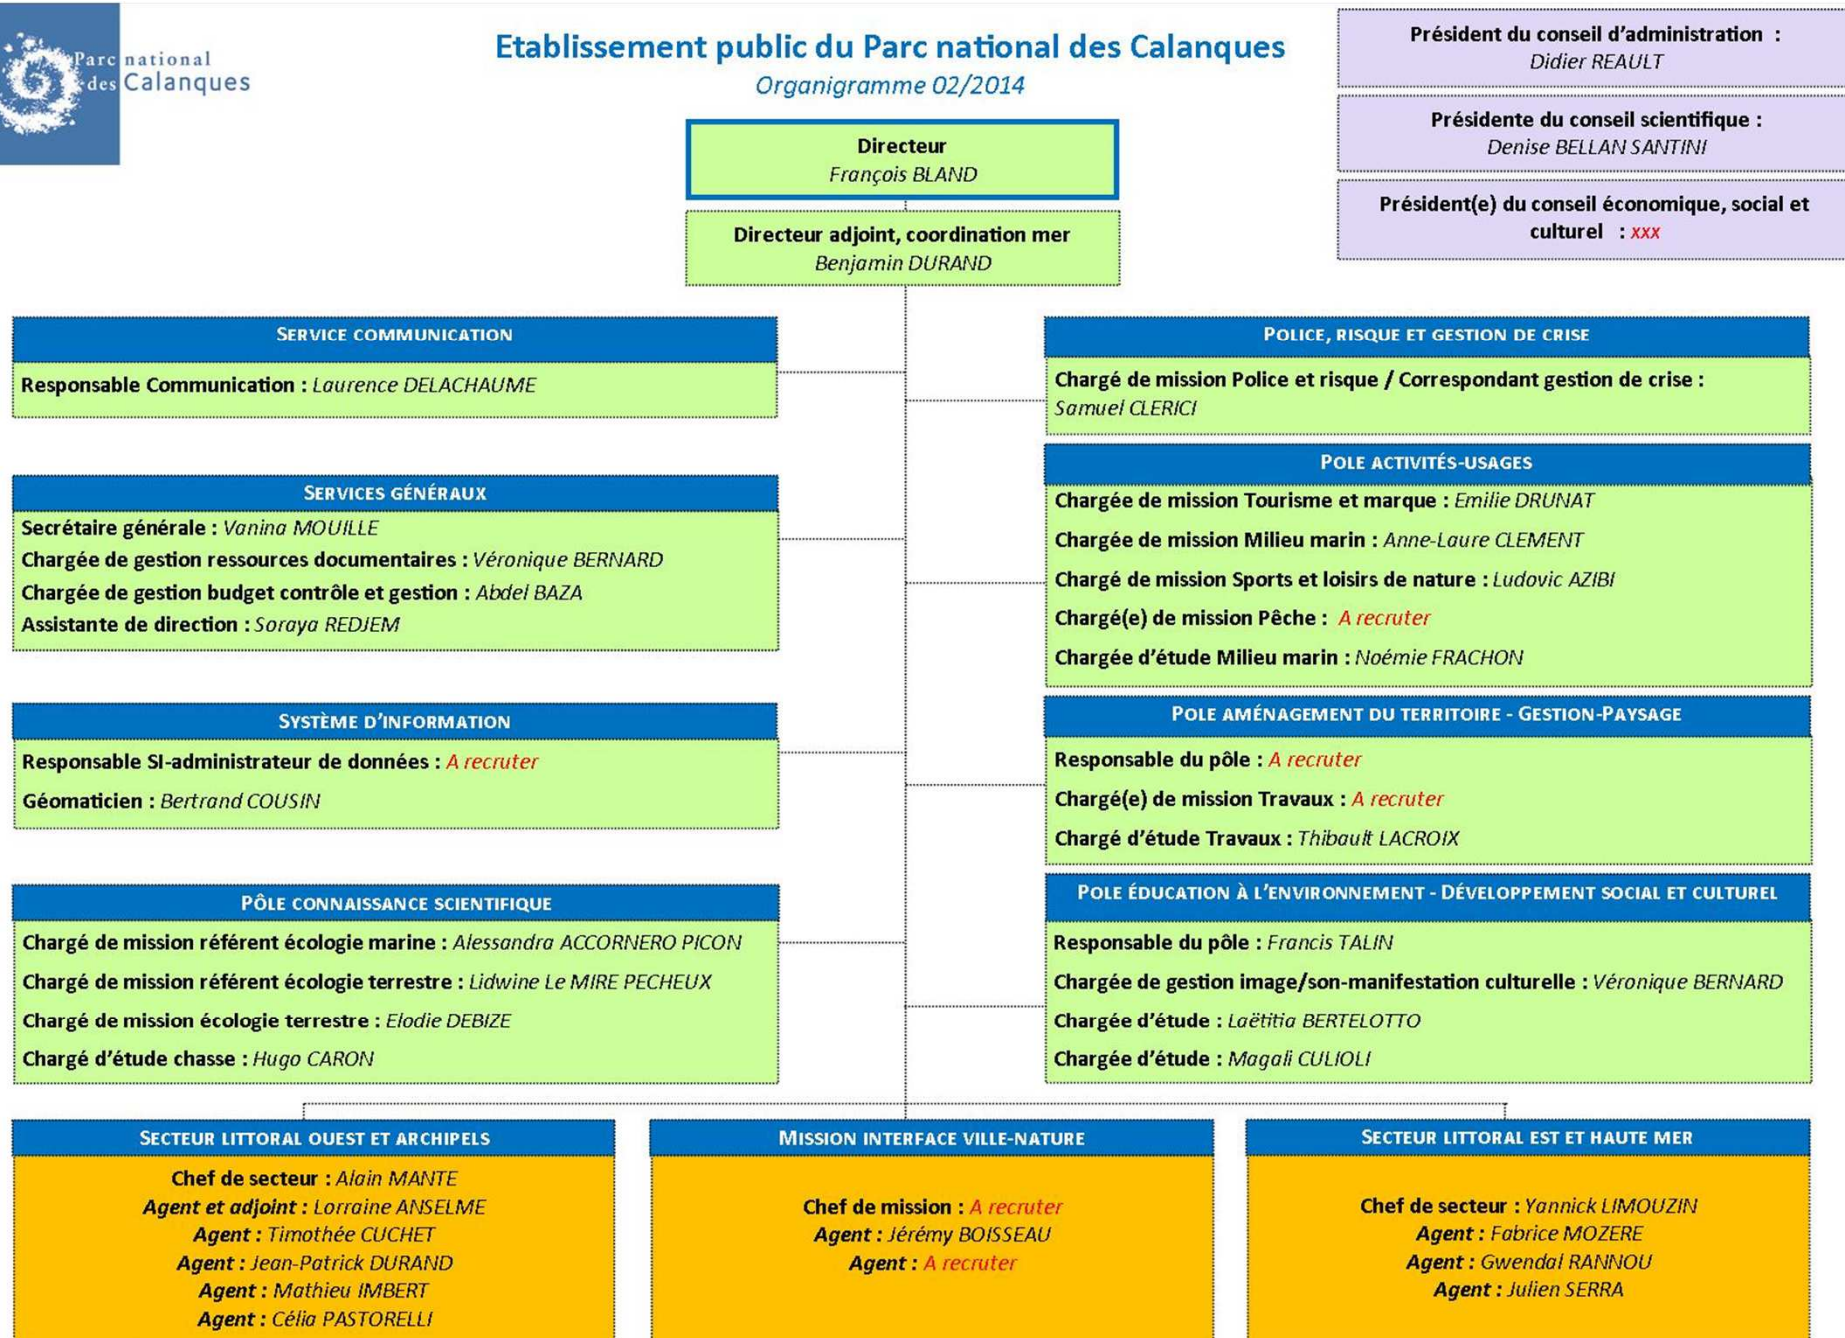 Parc national
des Calanques
Etablissement public du Parc national des Calanques
Organigramme 02/2014
Président du conseil d'administration :
Didier REAULT
Présidente du conseil scientifique :
Denise BELLAN SANTINI
Président(e) du conseil économique, social et
culturel : xxx
Directeur
François BLAND
Directeur adjoint, coordination mer
Benjamin DURAND
SERVICE COMMUNICATION
Responsable Communication : Laurence DELACHAUME
SERVICES GÉNÉRAUX
Secrétaire générale : Vanina MOUILLE
Chargée de gestion ressources documentaires : Véronique BERNARD
Chargée de gestion budget contrôle et gestion : Abdel BAZA
Assistante de direction : Soraya REDJEM
SYSTÈME D'INFORMATION
Responsable SI-administrateur de données : A recruter
Géomaticien : Bertrand COUSIN
PÔLE CONNAISSANCE SCIENTIFIQUE
Chargé de mission référent écologie marine : Alessandra ACCORNERO PICON
Chargé de mission référent écologie terrestre : Lidwine Le MIRE PECHEUX
Chargé de mission écologie terrestre : Elodie DEBIZE
Chargé d'étude chasse : Hugo CARON
POLICE, RISQUE ET GESTION DE CRISE
Chargé de mission Police et risque / Correspondant gestion de crise :
Samuel CLERICI
POLE ACTIVITÉS-USAGES
Chargée de mission Tourisme et marque : Emilie DRUNAT
Chargée de mission Milieu marin : Anne-Laure CLEMENT
Chargé de mission Sports et loisirs de nature : Ludovic AZIBI
Chargé(e) de mission Pêche : A recruter
Chargée d'étude Milieu marin : Noémie FRACHON
POLE AMÉNAGEMENT DU TERRITOIRE - GESTION-PAYSAGE
Responsable du pôle : A recruter
Chargé(e) de mission Travaux : A recruter
Chargé d'étude Travaux : Thibault LACROIX
POLE ÉDUCATION À L'ENVIRONNEMENT - DÉVELOPPEMENT SOCIAL ET CULTUREL
Responsable du pôle : Francis TALIN
Chargée de gestion image/son-manifestation culturelle : Véronique BERNARD
Chargée d'étude : Laëtitia BERTELOTTO
Chargée d'étude : Magali CULIOLI
SECTEUR LITTORAL OUEST ET ARCHIPELS
Chef de secteur : Alain MANTE
Agent et adjoint : Lorraine ANSELME
Agent : Timothée CUCHET
Agent : Jean-Patrick DURAND
Agent : Mathieu IMBERT
Agent : Célia PASTORELLI
MISSION INTERFACE VILLE-NATURE
Chef de mission : A recruter
Agent : Jérémy BOISSEAU
Agent : A recruter
SECTEUR LITTORAL EST ET HAUTE MER
Chef de secteur : Yannick LIMOUZIN
Agent : Fabrice MOZERE
Agent : Gwendal RANNOU
Agent : Julien SERRA